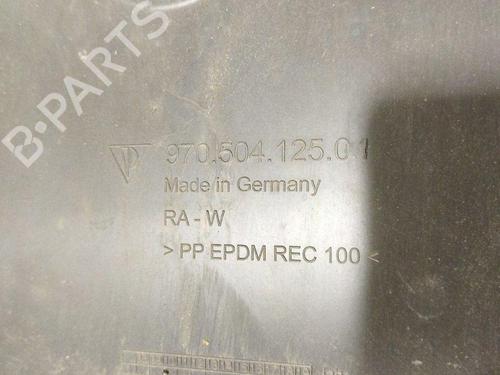 B-PARTS
970.504.125.01
Made in Germany
RA - W
> PP EPDM REC 100 <